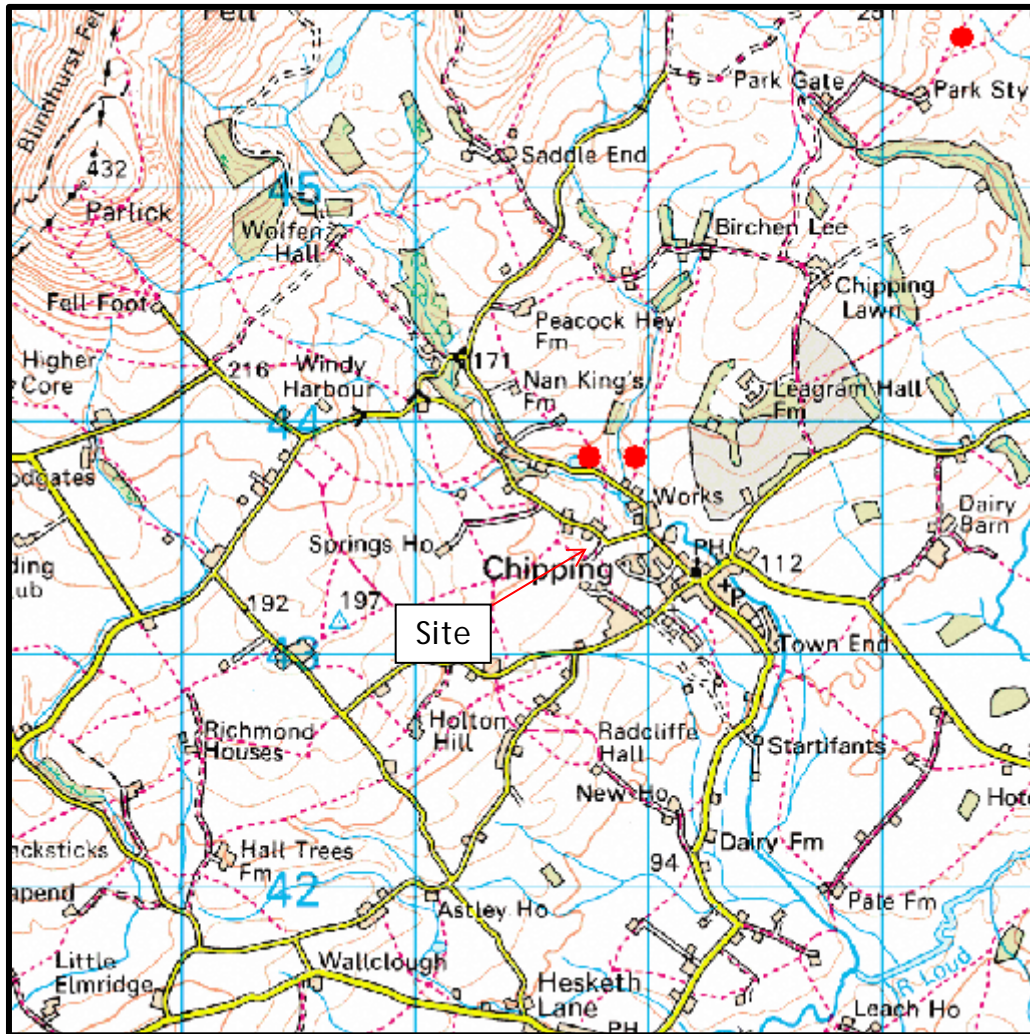 Fell
231
200
Park Gate
Park Sty
Blindhurst Fel
Saddle End
432
45
Parlick
Wolfen
Hall
Birchen Lee
Chipping
Lawn
Fell Foot
Peacock Hey
Fm
Higher
Core
216
Windy
Harbour
171
Nan King's
Fm
Leagram Hall
Fm
44
odgates
Works
Dairy
Barn
Springs Ho
PH
112
Chipping
ding
ub
192
197
Site
P
43
Town End
Richmond
Houses
Holton
Hill
Radcliffe
Hall
Startifants
New Ho
Hote
Dairy Fm
cksticks
Hall Trees
Fm
94
42
apend
Astley Ho
Pale Fm
Little
Elmridge
Wallclough
Hesketh
Lane
R Loud
Leach Ho
PH